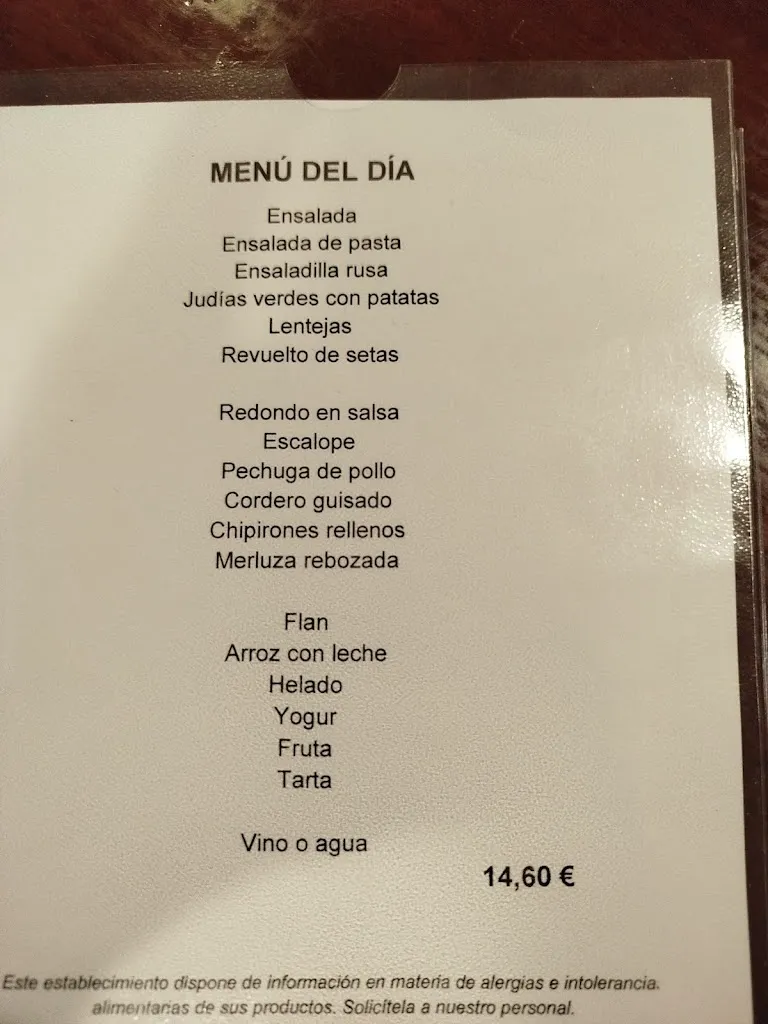 MENÚ DEL DÍA
Ensalada
Ensalada de pasta
Ensaladilla rusa
Judías verdes con patatas
Lentejas
Revuelto de setas
Redondo en salsa
Escalope
Pechuga de pollo
Cordero guisado
Chipirones rellenos
Merluza rebozada
Flan
Arroz con leche
Helado
Yogur
Fruta
Tarta
Vino o agua
14,60 €
Este establecimiento dispone de información en materia de alergias e intolerancia.
alimentarias de sus productos. Solicítela a nuestro personal.